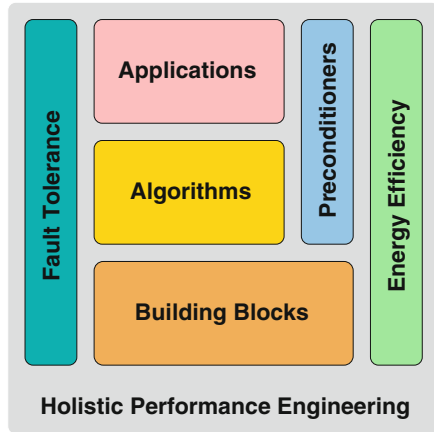 Fault Tolerance
Applications
Algorithms
Building Blocks
Preconditioners
Energy Efficiency
Holistic Performance Engineering